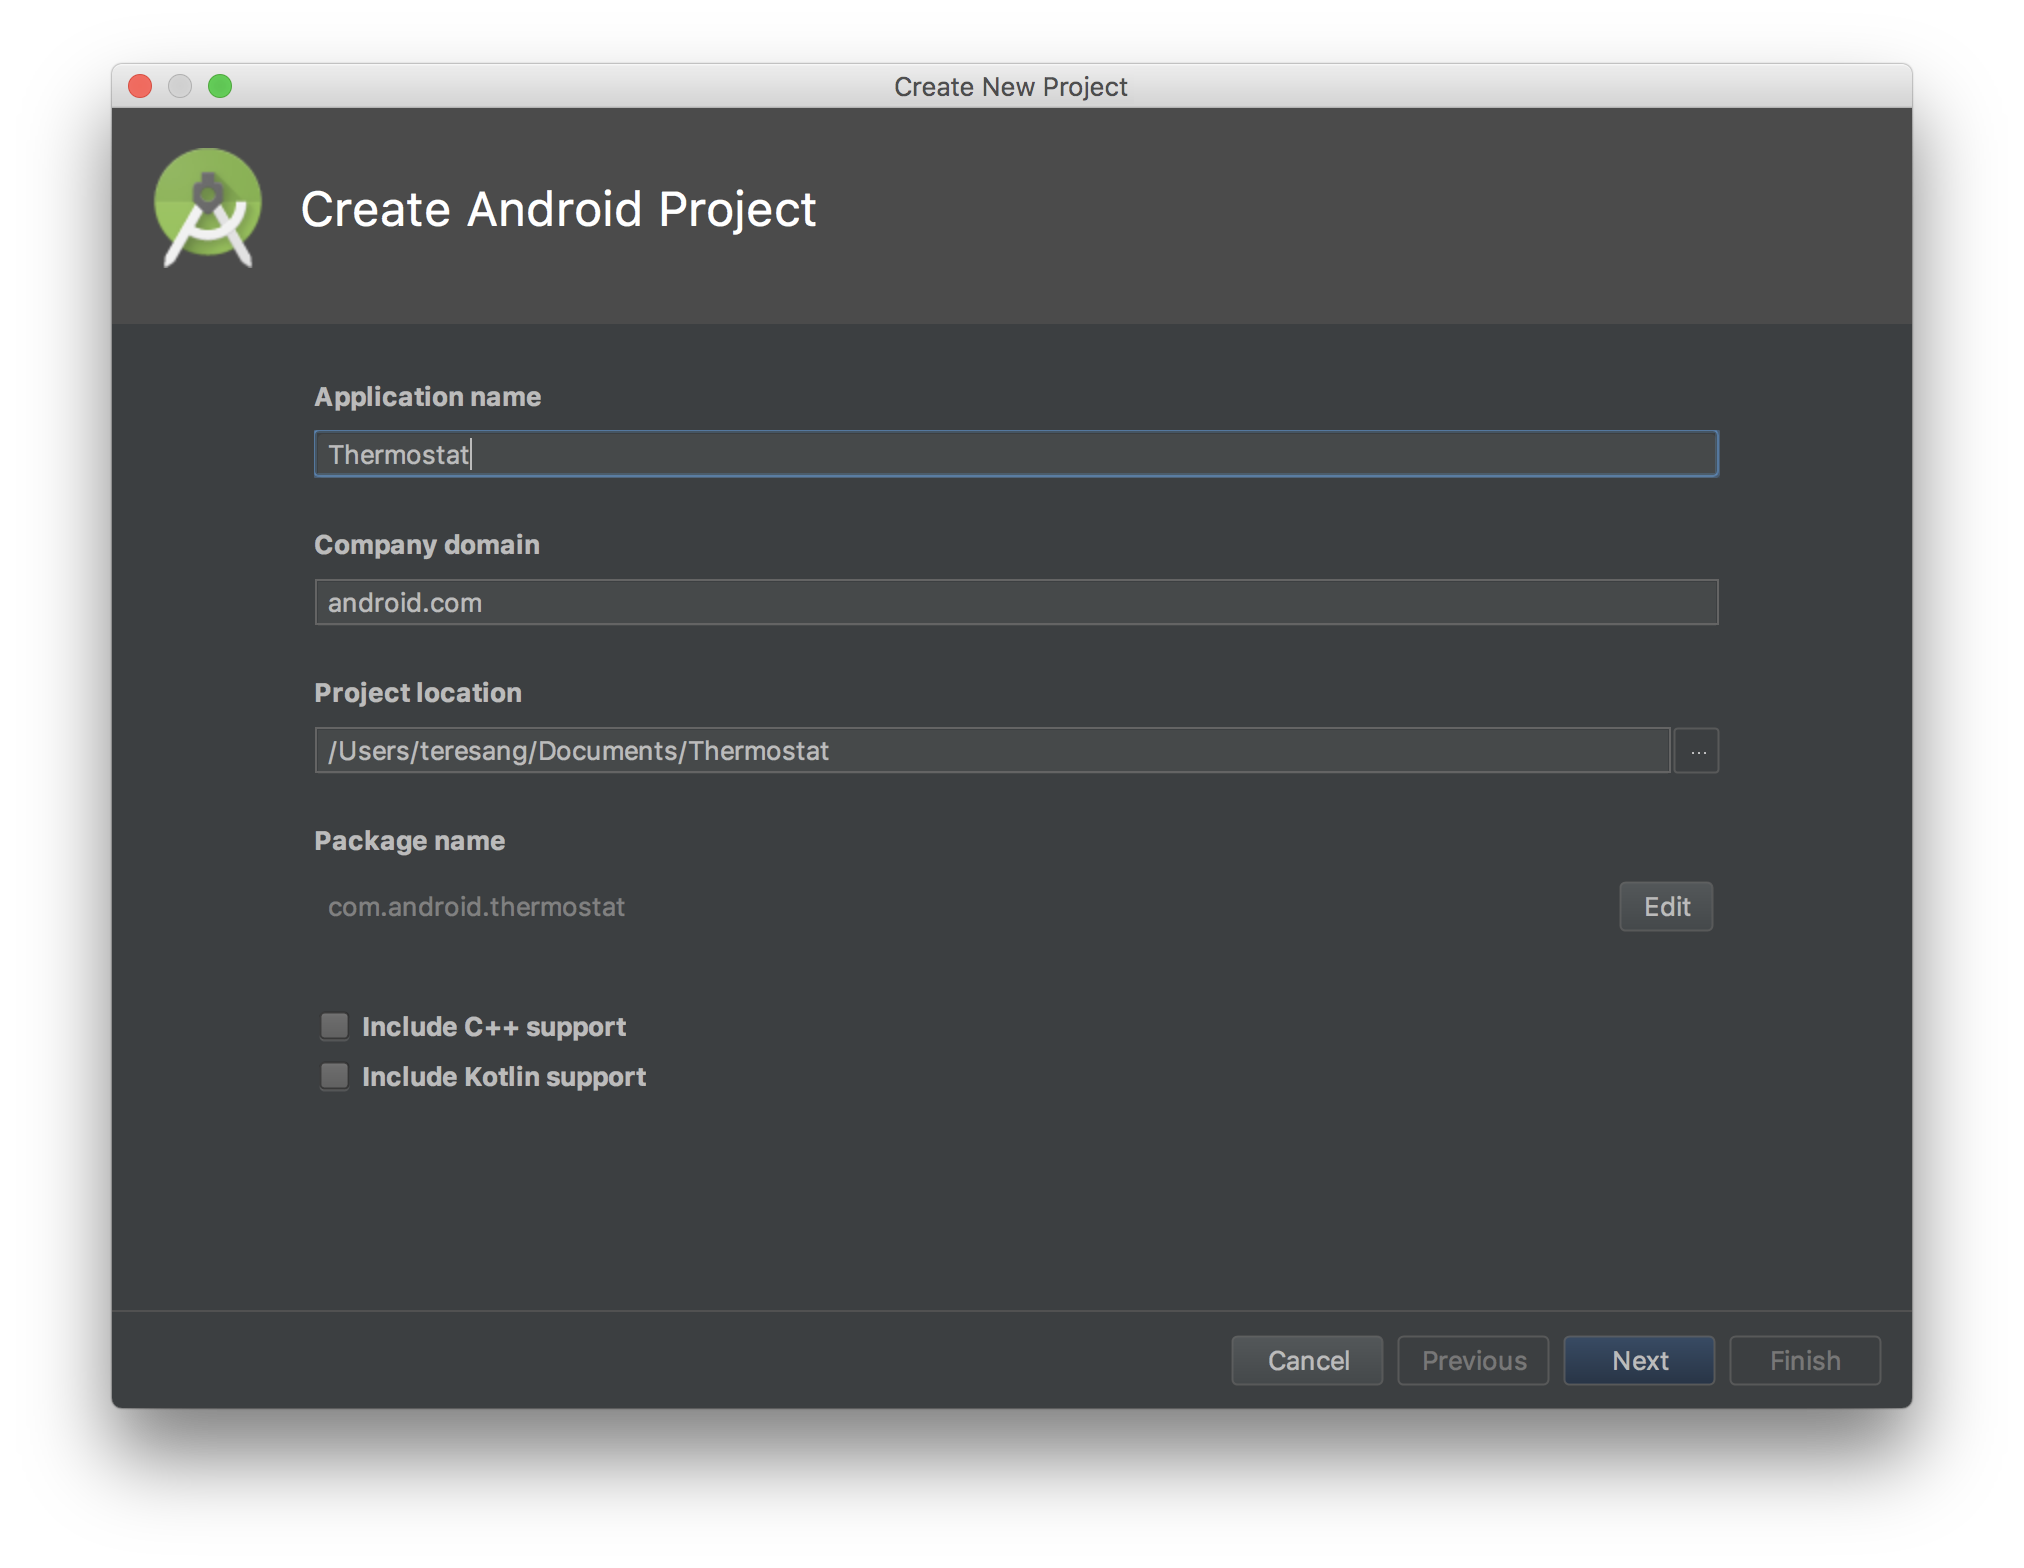 Create New Project
Create Android Project
Application name
Thermostat
Company domain
android.com
Project location
/Users/teresang/Documents/Thermostat
...
Package name
com.android.thermostat
Edit
Include C++ support
Include Kotlin support
Cancel Previous Next Finish